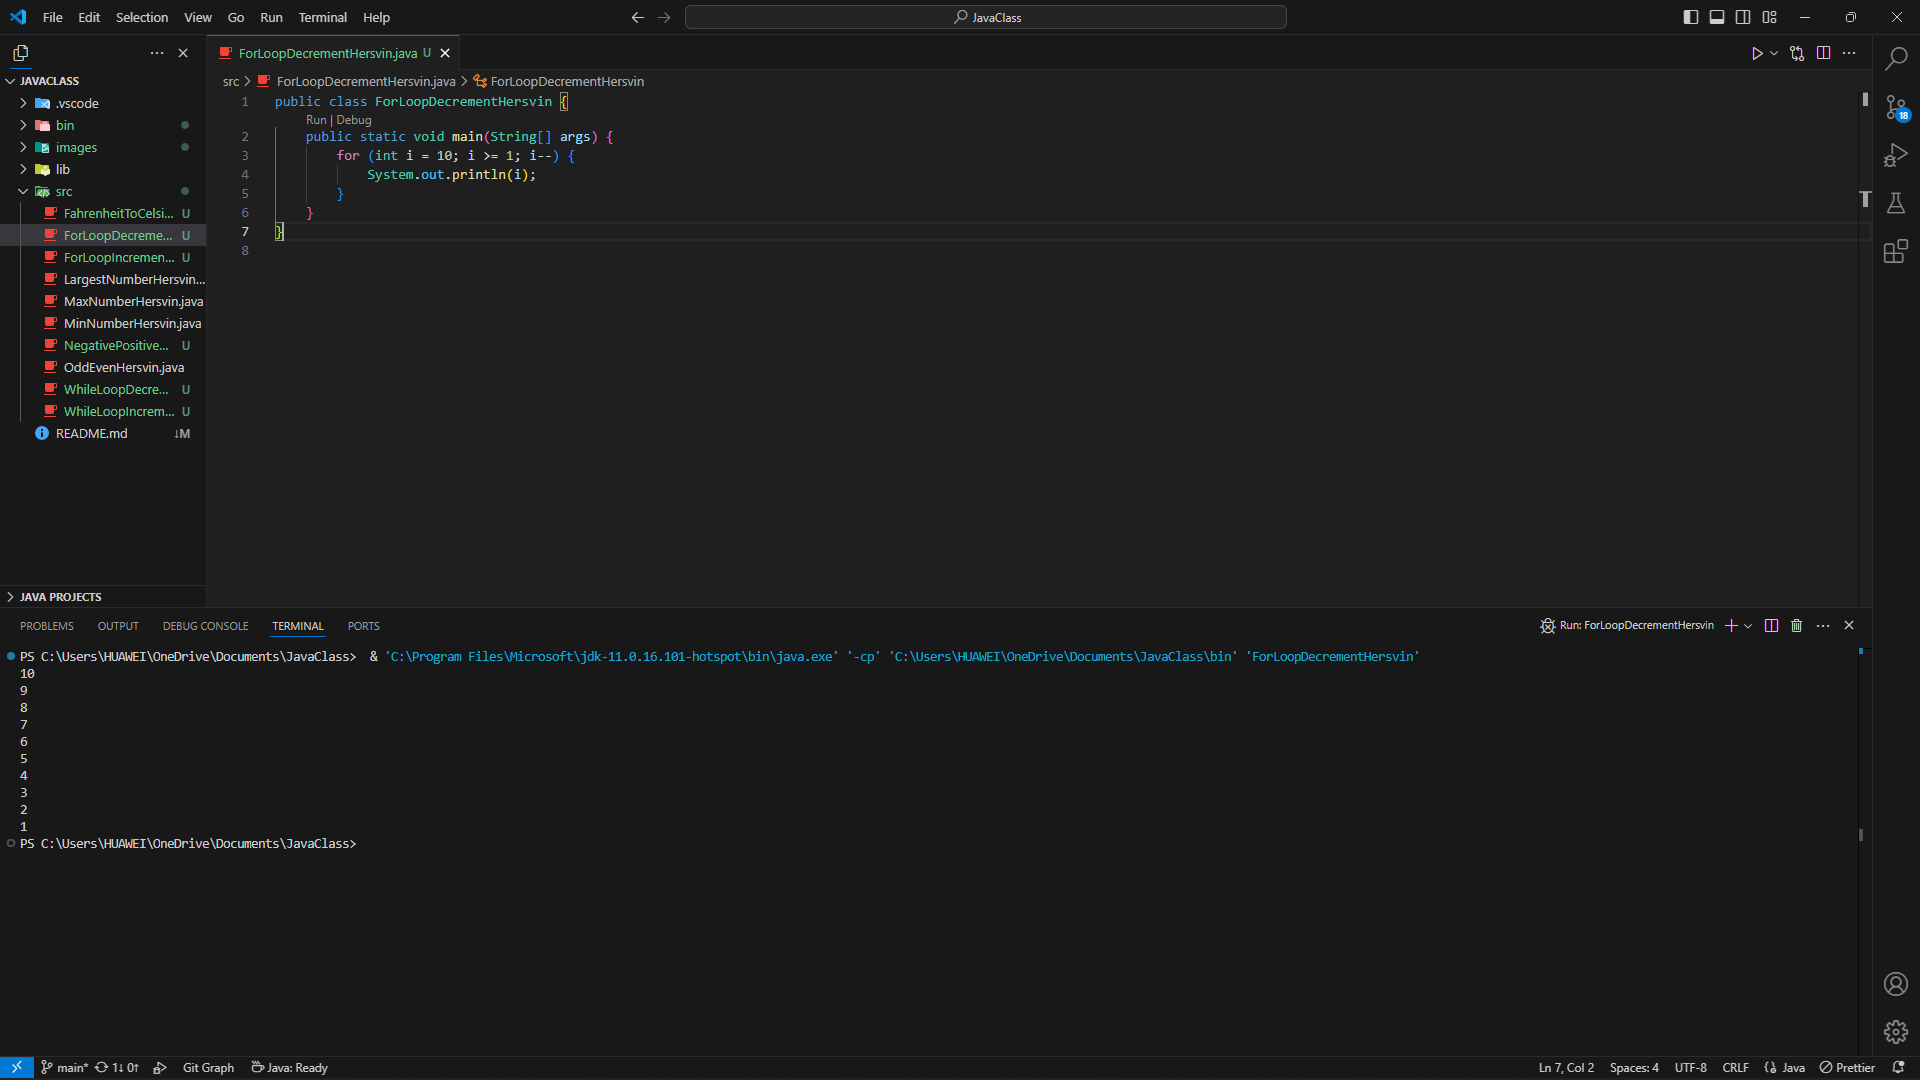 File Edit Selection View Go Run Terminal Help
JavaClass
JAVACLASS
.vscode
bin
images
lib
src
FahrenheitToCelsi... U
ForLoopDecreme... U
ForLoopIncremen... U
LargestNumberHersvin...
MaxNumberHersvin.java
MinNumberHersvin.java
NegativePositive... U
OddEvenHersvin.java
WhileLoopDecre... U
WhileLoopIncrem... U
README.md ↓M
JAVA PROJECTS
ForLoopDecrementHersvin.java U
src > ForLoopDecrementHersvin.java > ForLoopDecrementHersvin
1 public class ForLoopDecrementHersvin {
Run | Debug
2 public static void main(String[] args) {
3 for (int i = 10; i >= 1; i--) {
4 System.out.println(i);
5 }
6 }
7 }
8
18
PROBLEMS OUTPUT DEBUG CONSOLE TERMINAL PORTS
Run: ForLoopDecrementHersvin
PS C:\Users\HUAWEI\OneDrive\Documents\JavaClass> & 'C:\Program Files\Microsoft\jdk-11.0.16.101-hotspot\bin\java.exe' '-cp' 'C:\Users\HUAWEI\OneDrive\Documents\JavaClass\bin' 'ForLoopDecrementHersvin'
10
9
8
7
6
5
4
3
2
1
PS C:\Users\HUAWEI\OneDrive\Documents\JavaClass>
main* 1↓ 0↑ Git Graph Java: Ready
Ln 7, Col 2 Spaces: 4 UTF-8 CRLF {} Java Prettier